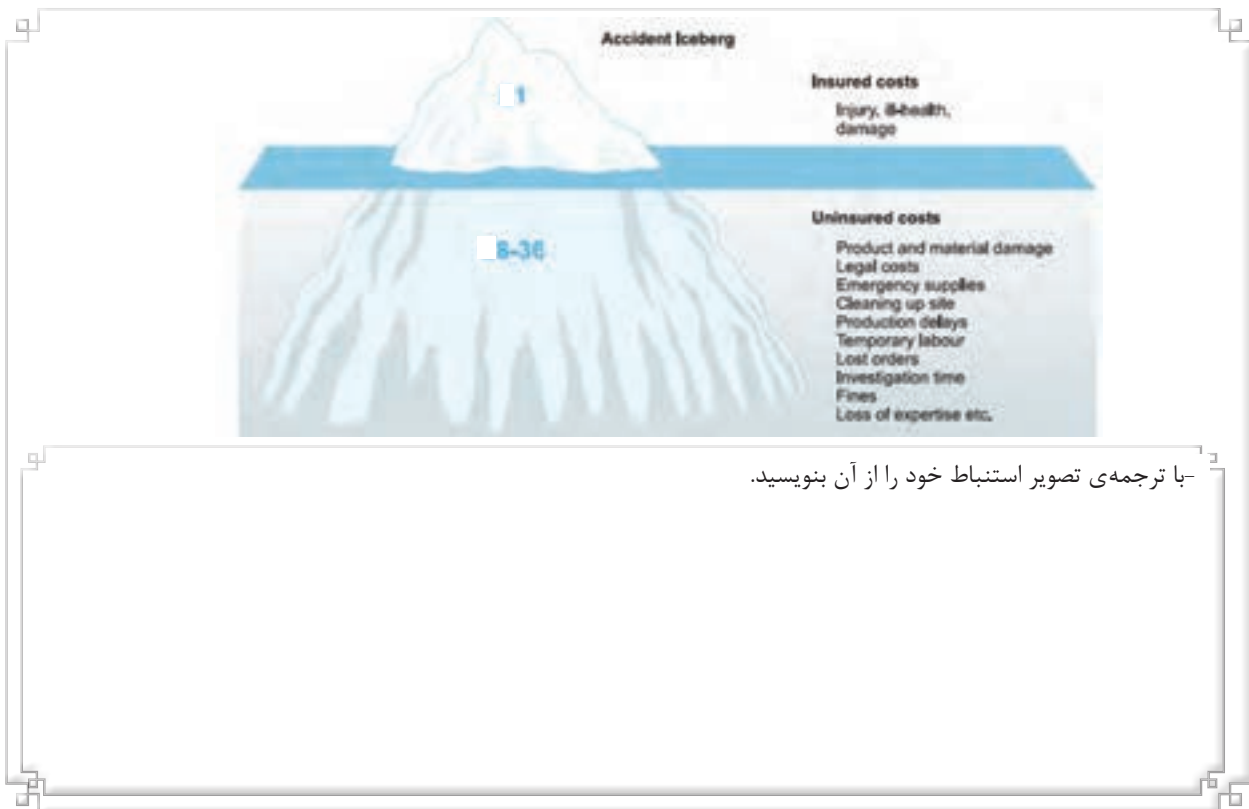 Accident Iceberg
Insured costs
Injury, ill-health,
damage
1
Uninsured costs
8-36
Product and material damage
Legal costs
Emergency supplies
Cleaning up site
Production delays
Temporary labour
Lost orders
Investigation time
Fines
Loss of expertise etc.
-با ترجمه‌ی تصویر استنباط خود را از آن بنویسید.